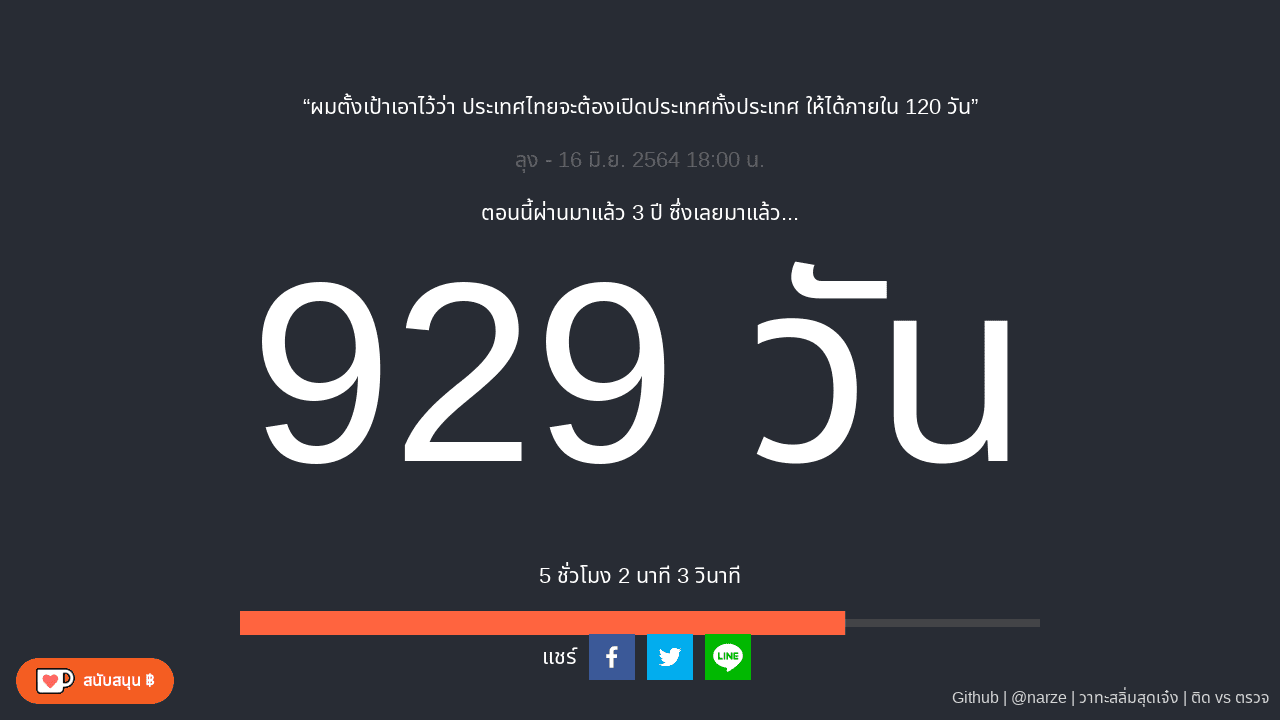 “ผมตั้งเป้าเอาไว้ว่า ประเทศไทยจะต้องเปิดประเทศทั้งประเทศ ให้ได้ภายใน 120 วัน”
ลุง - 16 มิ.ย. 2564 18:00 น.
ตอนนี้ผ่านมาแล้ว 3 ปี ซึ่งเลยมาแล้ว...
929 วัน
5 ชั่วโมง 2 นาที 3 วินาที
แชร์ LINE
สนับสนุน ฿
Github | @narze | วาทะสลิ่มสุดเจ๋ง | ติด vs ตรวจ